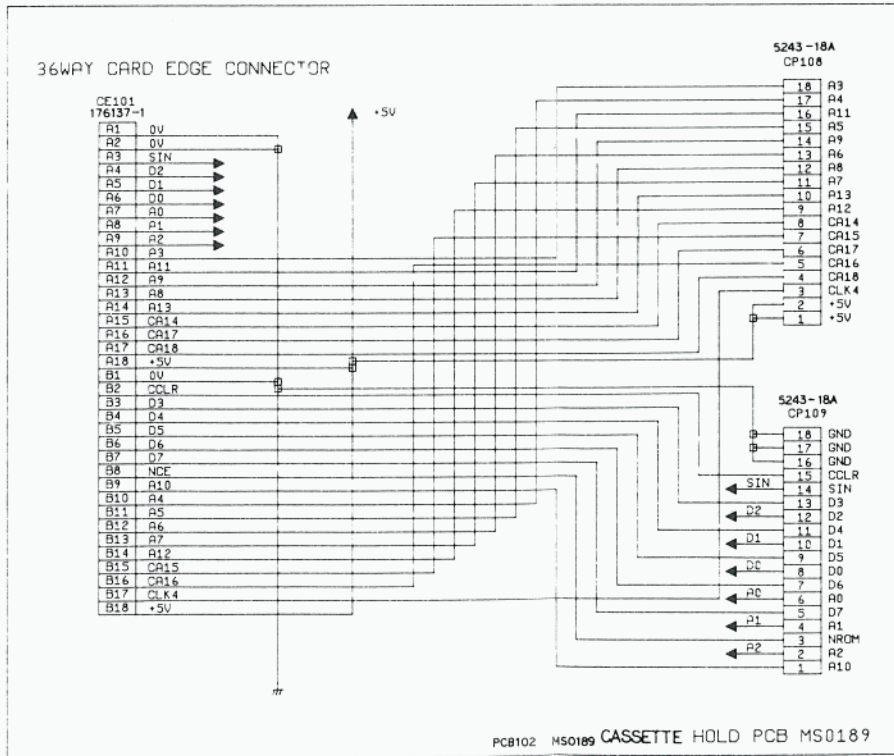 36WAY CARD EDGE CONNECTOR
CE101
176137-1
A1 0V
A2 0V
A3 SIN
A4 D2
A5 D1
A6 D0
A7 A0
A8 A1
A9 A2
A10 A3
A11 A11
A12 A9
A13 A8
A14 A13
A15 CA14
A16 CA17
A17 CA18
A18 +5V
B1 0V
B2 CCLR
B3 D3
B4 D4
B5 D5
B6 D6
B7 D7
B8 NCE
B9 A10
B10 A4
B11 A5
B12 A6
B13 A7
B14 A12
B15 CA15
B16 CA16
B17 CLK4
B18 +5V
+5V
5243-18A
CP108
18 A3
17 A4
16 A11
15 A5
14 A9
13 A6
12 A8
11 A7
10 A13
9 A12
8 CA14
7 CA15
6 CA17
5 CA16
4 CA18
3 CLK4
2 +5V
1 +5V
5243-18A
CP109
18 GND
17 GND
16 GND
15 CCLR
SIN 14 SIN
13 D3
D2 12 D2
11 D4
D1 10 D1
9 D5
D0 8 D0
7 D6
A0 6 A0
5 D7
A1 4 A1
3 NROM
A2 2 A2
1 A10
PCB102 MS0189 CASSETTE HOLD PCB MS0189